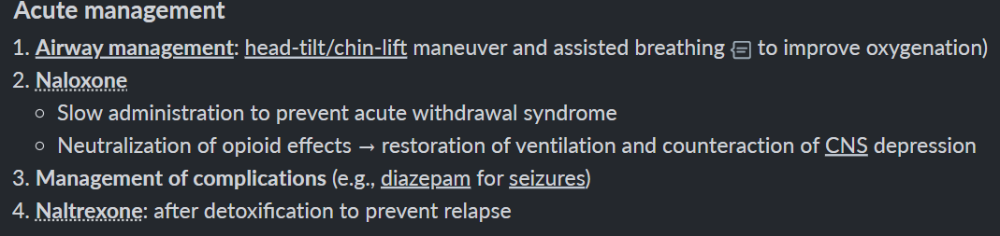 Acute management
1. Airway management: head-tilt/chin-lift maneuver and assisted breathing to improve oxygenation)
2. Naloxone
○ Slow administration to prevent acute withdrawal syndrome
○ Neutralization of opioid effects → restoration of ventilation and counteraction of CNS depression
3. Management of complications (e.g., diazepam for seizures)
4. Naltrexone: after detoxification to prevent relapse